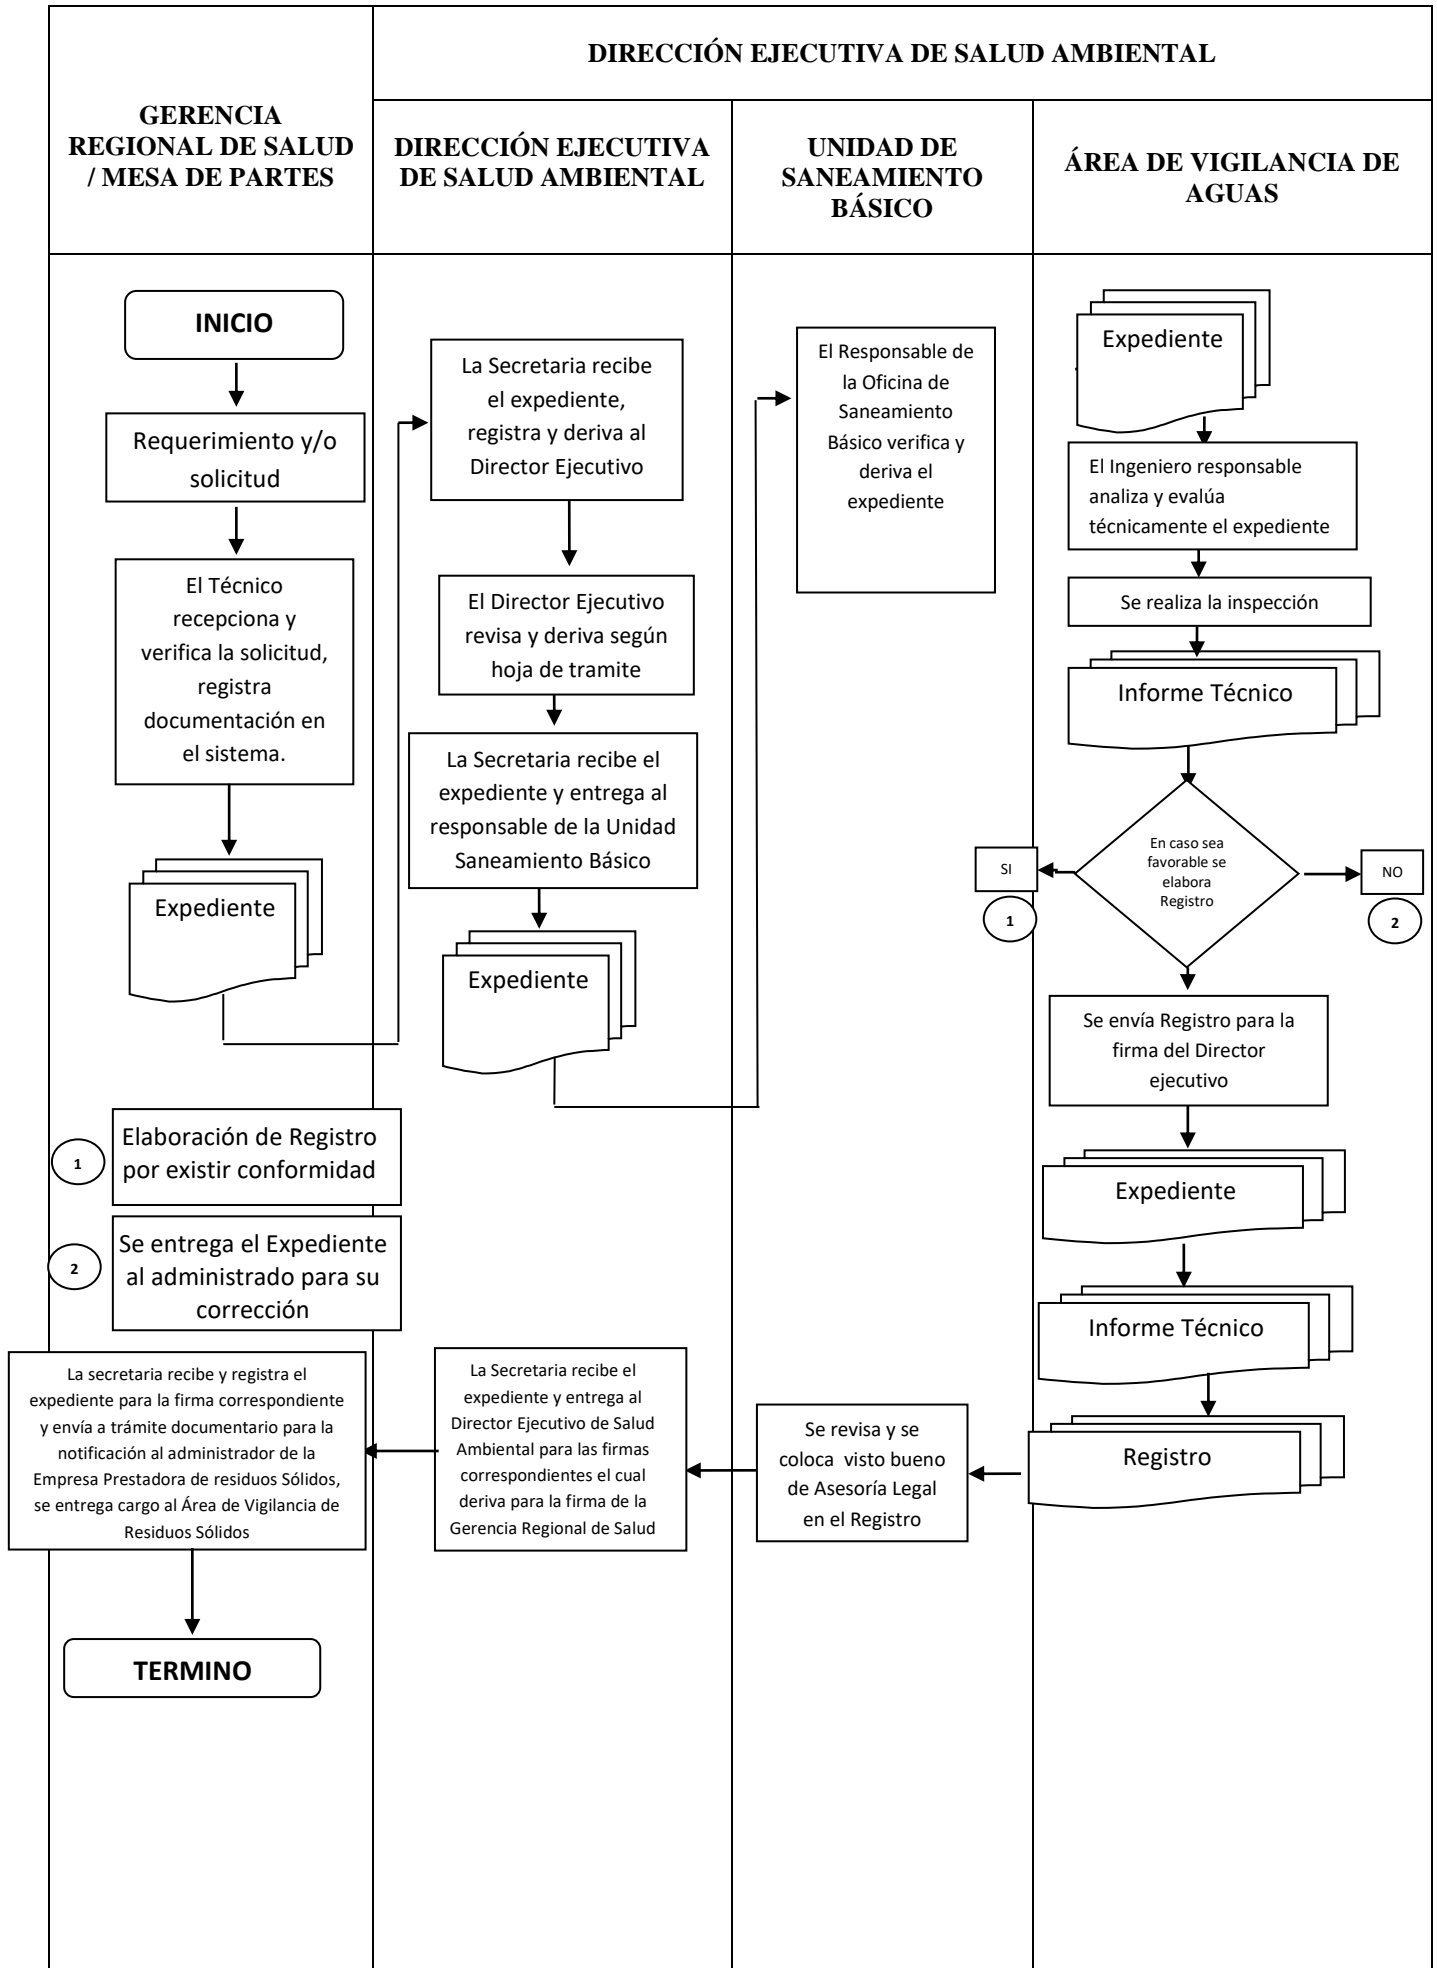 DIRECCIÓN EJECUTIVA DE SALUD AMBIENTAL
GERENCIA
REGIONAL DE SALUD
/ MESA DE PARTES
DIRECCIÓN EJECUTIVA
DE SALUD AMBIENTAL
UNIDAD DE
SANEAMIENTO
BÁSICO
ÁREA DE VIGILANCIA DE
AGUAS
INICIO
Requerimiento y/o
solicitud
El Técnico
recepciona y
verifica la solicitud,
registra
documentación en
el sistema.
Expediente
La Secretaria recibe
el expediente,
registra y deriva al
Director Ejecutivo
El Director Ejecutivo
revisa y deriva según
hoja de tramite
La Secretaria recibe el
expediente y entrega al
responsable de la Unidad
Saneamiento Básico
Expediente
El Responsable de
la Oficina de
Saneamiento
Básico verifica y
deriva el
expediente
Expediente
El Ingeniero responsable
analiza y evalúa
técnicamente el expediente
Se realiza la inspección
Informe Técnico
En caso sea
favorable se
elabora
Registro
SI
1
NO
2
Se envía Registro para la
firma del Director
ejecutivo
Expediente
Informe Técnico
Registro
1
Elaboración de Registro
por existir conformidad
2
Se entrega el Expediente
al administrado para su
corrección
Se revisa y se
coloca  visto bueno
de Asesoría Legal
en el Registro
La Secretaria recibe el
expediente y entrega al
Director Ejecutivo de Salud
Ambiental para las firmas
correspondientes el cual
deriva para la firma de la
Gerencia Regional de Salud
La secretaria recibe y registra el
expediente para la firma correspondiente
y envía a trámite documentario para la
notificación al administrador de la
Empresa Prestadora de residuos Sólidos,
se entrega cargo al Área de Vigilancia de
Residuos Sólidos
TERMINO